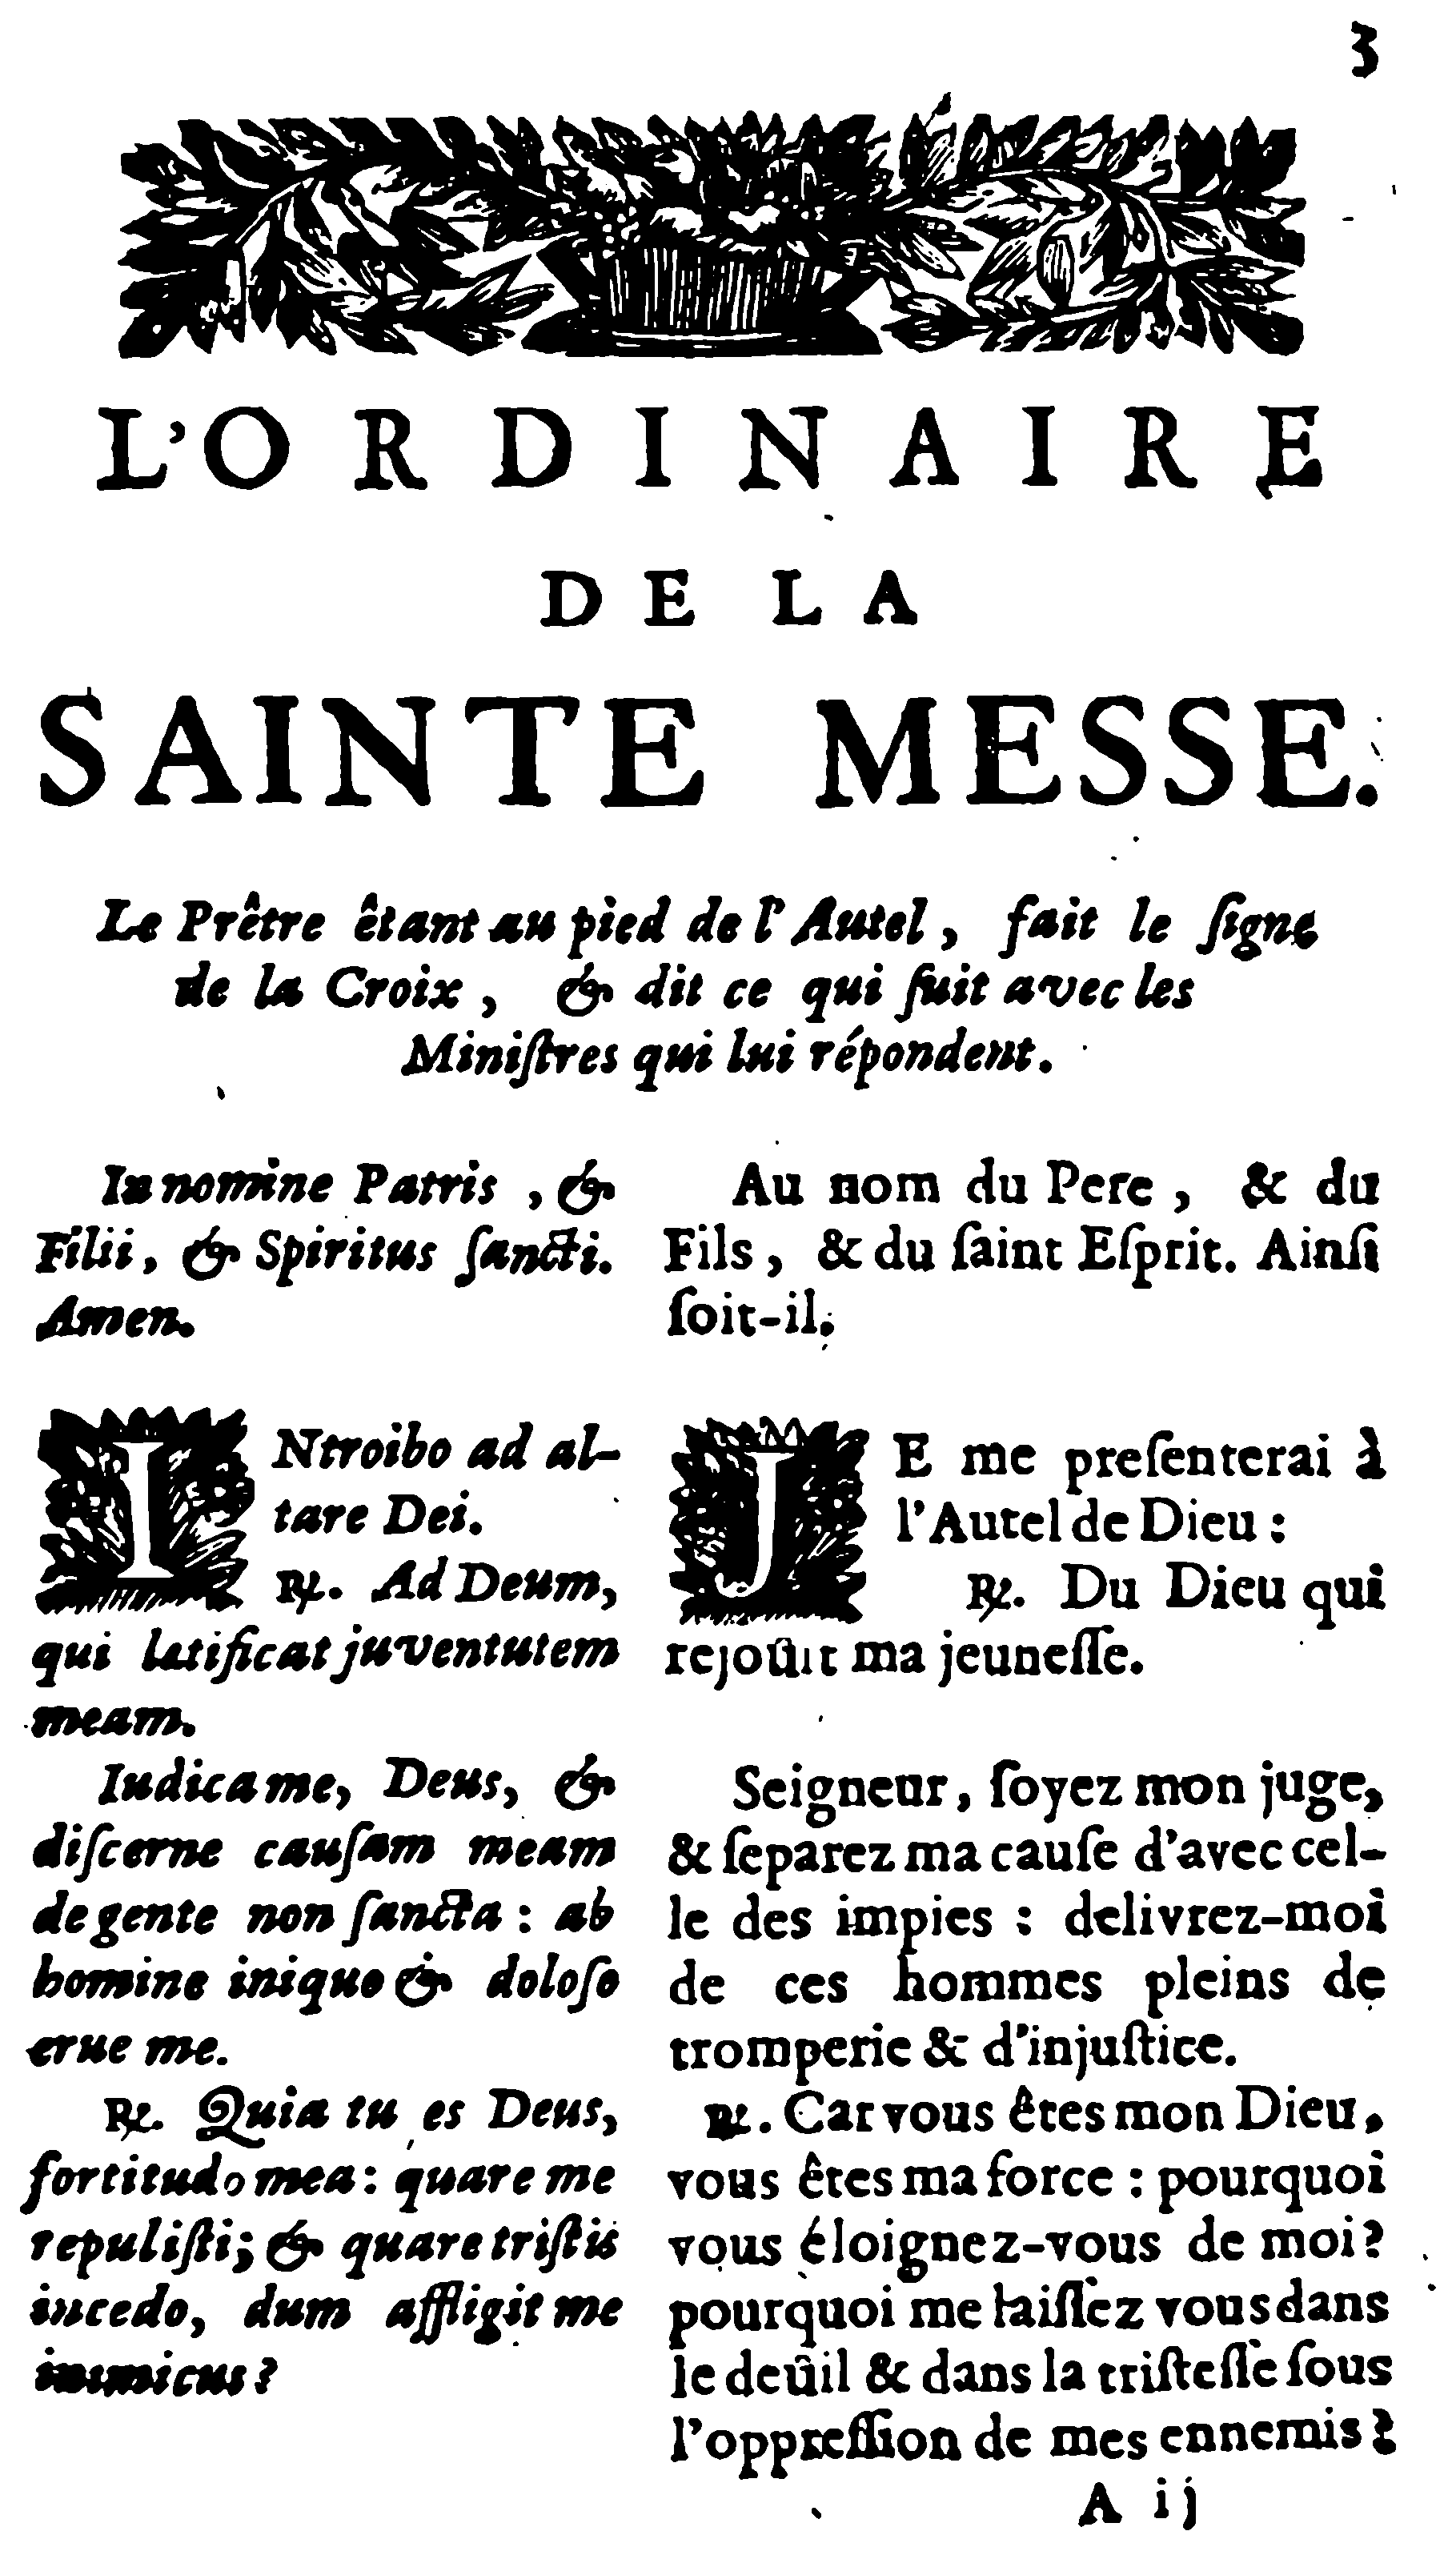 3
L'ORDINAIRE
DE LA
SAINTE MESSE.
Le Prêtre êtant au pied de l'Autel, fait le ſigne
de la Croix, & dit ce qui ſuit avec les
Miniſtres qui lui répondent.
In nomine Patris, &
Filii, & Spiritus ſancti.
Amen.
INtroibo ad al-
tare Dei.
℟. Ad Deum,
qui lætificat juventutem
meam.
Iudica me, Deus, &
diſcerne cauſam meam
de gente non ſancta : ab
homine iniquo & doloſo
erue me.
℟. Quia tu es Deus,
fortitudo mea : quare me
repuliſti; & quare triſtis
incedo, dum affligit me
inimicus?
Au nom du Pere, & du
Fils, & du ſaint Eſprit. Ainſi
ſoit-il.
JE me preſenterai à
l'Autel de Dieu :
℟. Du Dieu qui
rejoüit ma jeuneſſe.
Seigneur, ſoyez mon juge,
& ſeparez ma cauſe d'avec cel-
le des impies : delivrez-moi
de ces hommes pleins de
tromperie & d'injuſtice.
℟. Car vous êtes mon Dieu,
vous êtes ma force : pourquoi
vous éloignez-vous de moi?
pourquoi me laiſſez vous dans
le deüil & dans la triſteſſe ſous
l'oppreſſion de mes ennemis?
A ij